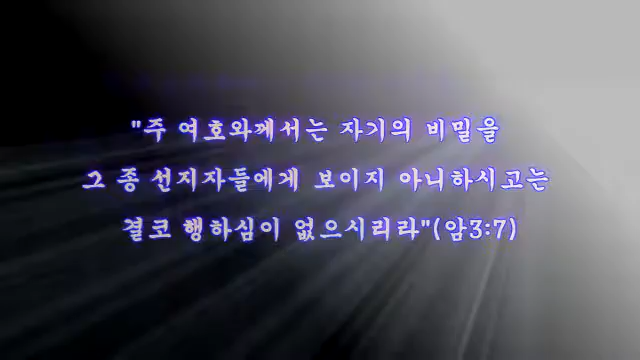 "주 여호와께서는 자기의 비밀을
그 종 선지자들에게 보이지 아니하시고는
결코 행하심이 없으시리라"(암3:7)